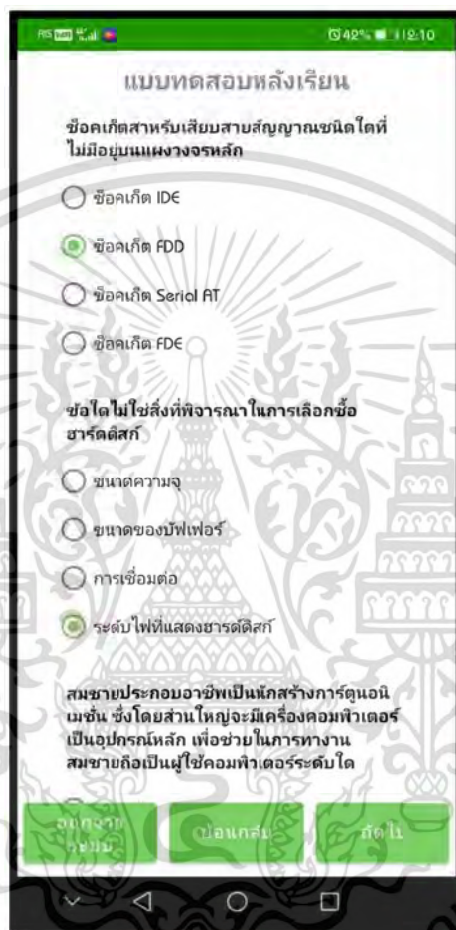 42% 12:10
แบบทดสอบหลังเรียน
ซ็อคเก็ตสาหรับเสียบสายสัญญาณชนิดใดที่
ไม่มีอยู่บนแผงวงจรหลัก
ซ็อคเก็ต IDE
ซ็อคเก็ต FDD
ซ็อคเก็ต Serial AT
ซ็อคเก็ต FDE
ข้อใดไม่ใช่สิ่งที่พิจารณาในการเลือกซื้อ
ฮาร์ดดิสก์
ขนาดความจุ
ขนาดของบัฟเฟอร์
การเชื่อมต่อ
ระดับไฟที่แสดงฮารด์ดิสก์
สมชายประกอบอาชีพเป็นนักสร้างการ์ตูนอนิ
เมชั่น ซึ่งโดยส่วนใหญ่จะมีเครื่องคอมพิวเตอร์
เป็นอุปกรณ์หลัก เพื่อช่วยในการทางาน
สมชายถือเป็นผู้ใช้คอมพิวเตอร์ระดับใด
ออกจาก
ระบบ
ย้อนกลับ
ถัดไป